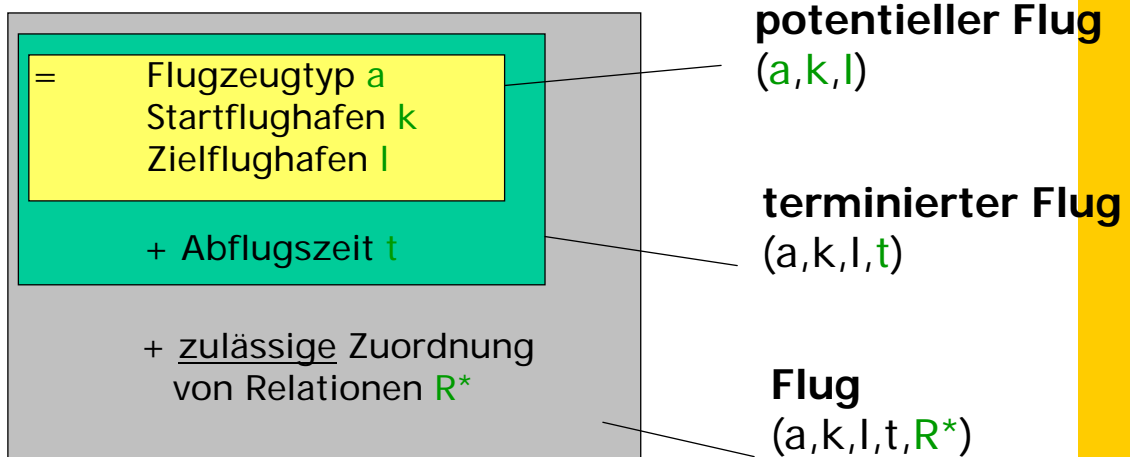 potentieller Flug
(a,k,l)
= Flugzeugtyp a
Startflughafen k
Zielflughafen l
+ Abflugszeit t
terminierter Flug
(a,k,l,t)
+ zulässige Zuordnung
von Relationen R*
Flug
(a,k,l,t,R*)